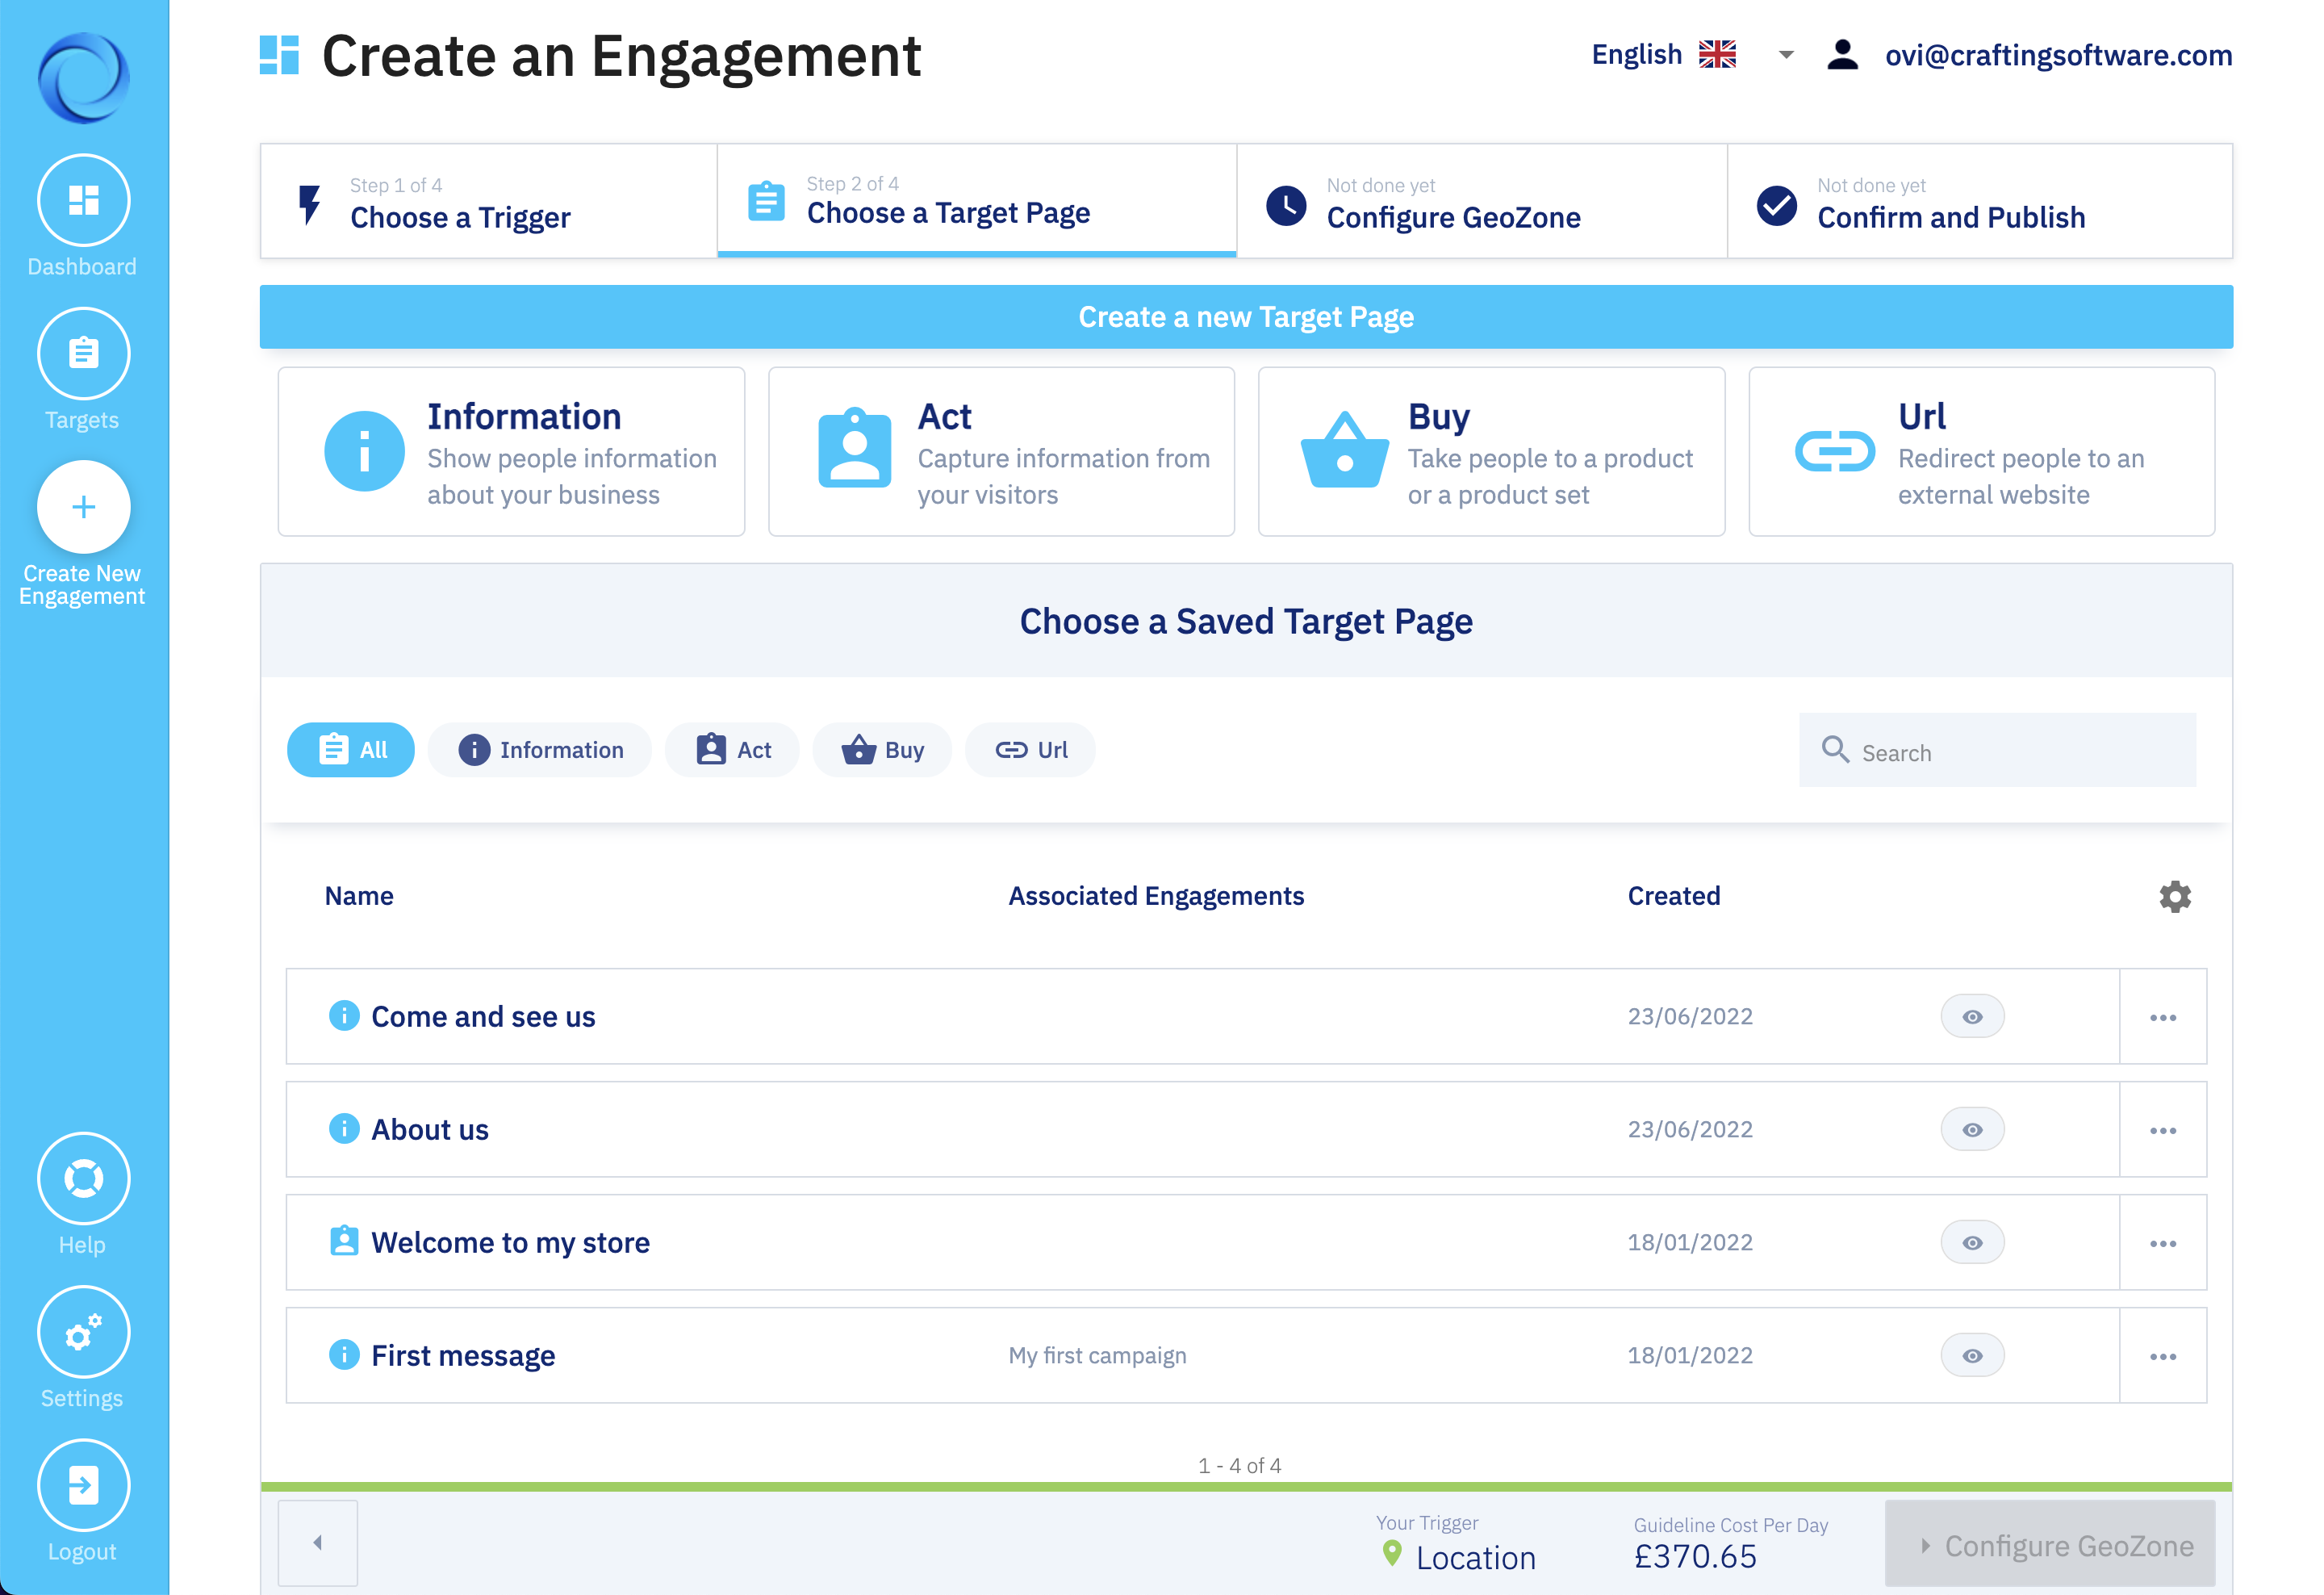 Create an Engagement
English
ovi@craftingsoftware.com
Dashboard
Targets
Create New
Engagement
Help
Settings
Logout
Step 1 of 4
Choose a Trigger
Step 2 of 4
Choose a Target Page
Not done yet
Configure GeoZone
Not done yet
Confirm and Publish
Create a new Target Page
Information
Show people information
about your business
Act
Capture information from
your visitors
Buy
Take people to a product
or a product set
Url
Redirect people to an
external website
Choose a Saved Target Page
All
Information
Act
Buy
Url
Search
Name
Associated Engagements
Created
Come and see us
23/06/2022
About us
23/06/2022
Welcome to my store
18/01/2022
First message
My first campaign
18/01/2022
1 - 4 of 4
Your Trigger
Location
Guideline Cost Per Day
£370.65
Configure GeoZone